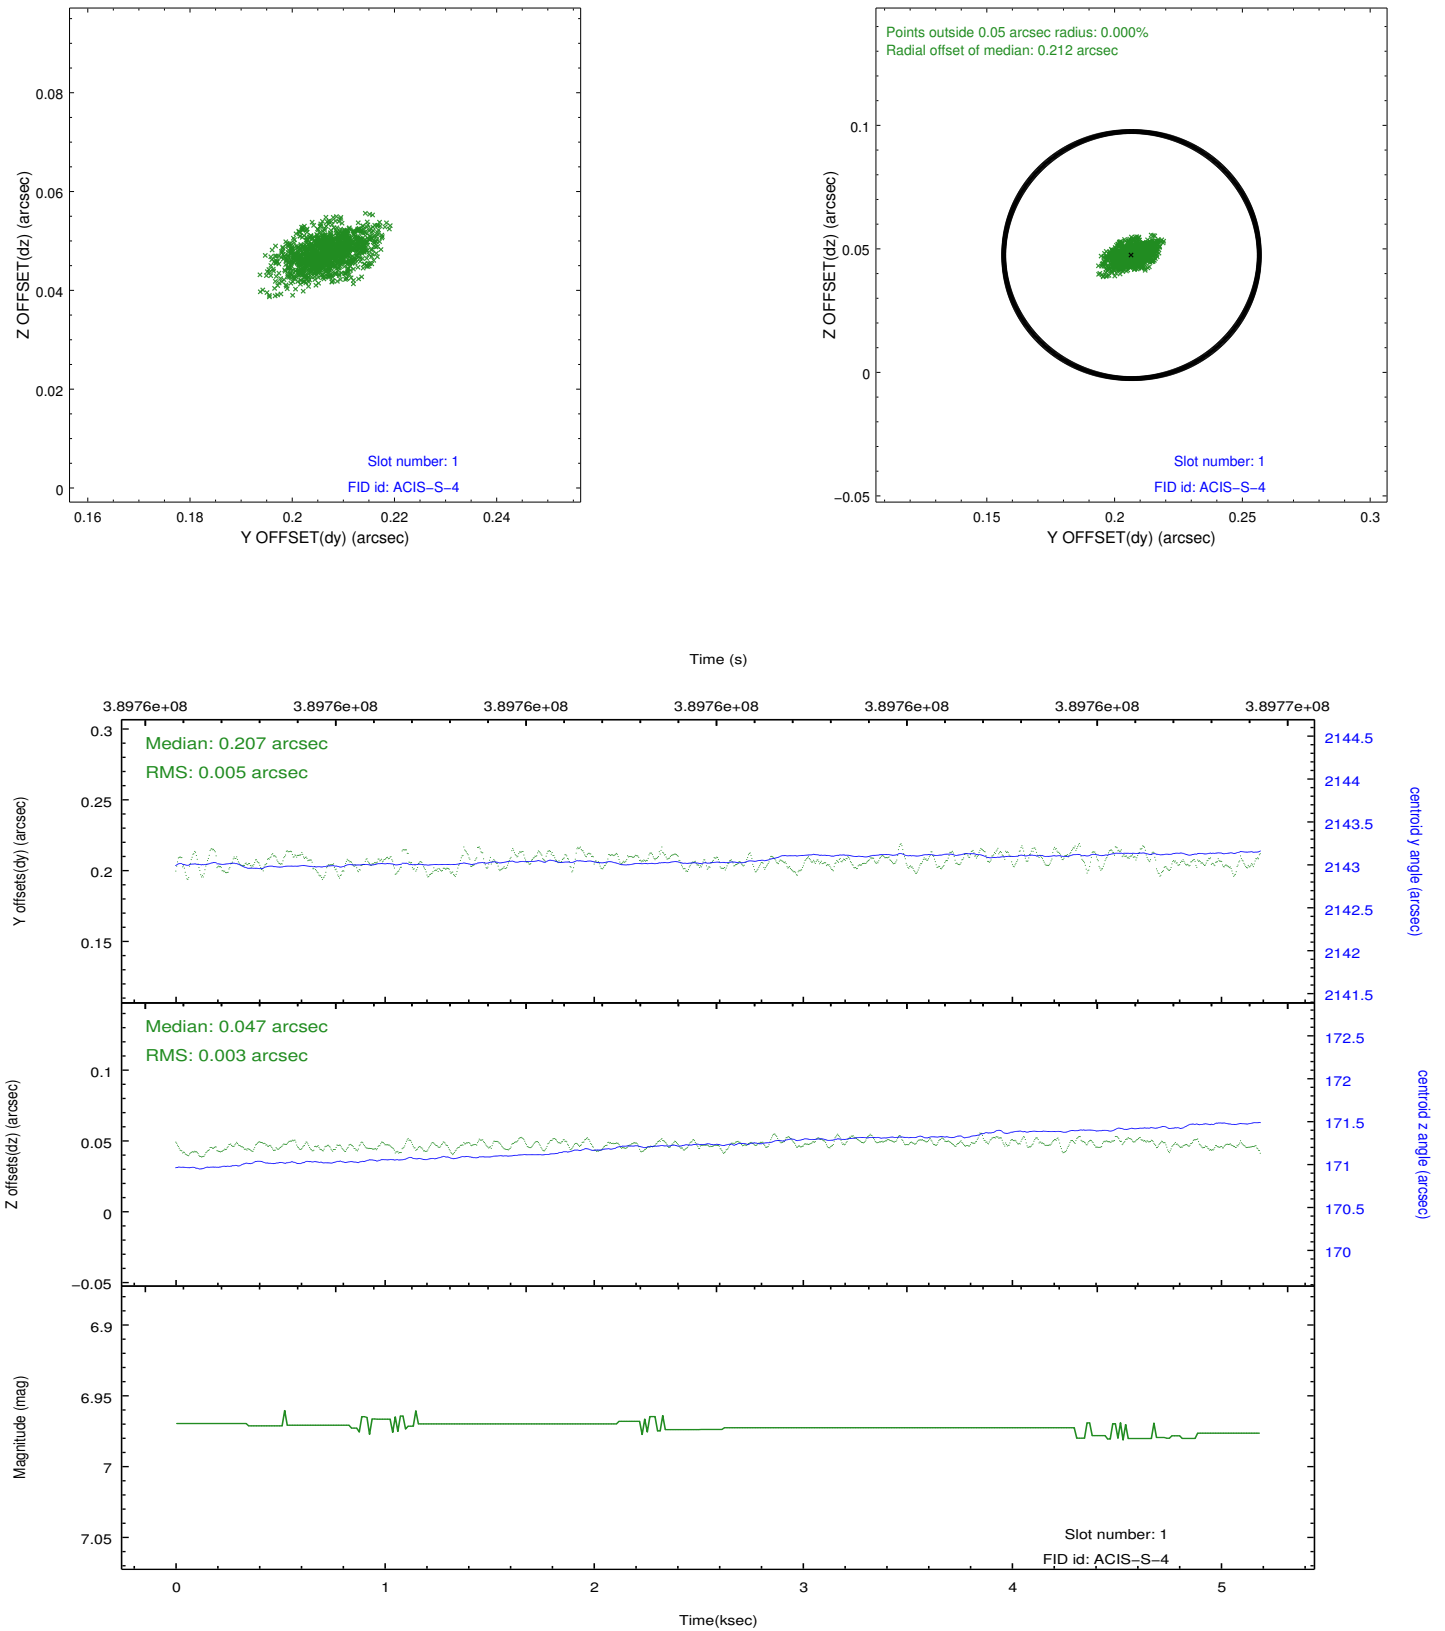 0.08
0.06
0.04
0.02
0
Z OFFSET(dz) (arcsec)
Slot number: 1
FID id: ACIS−S−4
0.16 0.18 0.2 0.22 0.24
Y OFFSET(dy) (arcsec)
Points outside 0.05 arcsec radius: 0.000%
Radial offset of median: 0.212 arcsec
0.1
0.05
0
−0.05
Z OFFSET(dz) (arcsec)
Slot number: 1
FID id: ACIS−S−4
0.15 0.2 0.25 0.3
Y OFFSET(dy) (arcsec)
Time (s)
3.8976e+08 3.8976e+08 3.8976e+08 3.8976e+08 3.8976e+08 3.8976e+08 3.8977e+08
Median: 0.207 arcsec
RMS: 0.005 arcsec
0.3
0.25
0.2
0.15
Y offsets(dy) (arcsec)
2144.5
2144
2143.5
2143
2142.5
2142
2141.5
centroid y angle (arcsec)
Median: 0.047 arcsec
RMS: 0.003 arcsec
0.1
0.05
0
−0.05
Z offsets(dz) (arcsec)
172.5
172
171.5
171
170.5
170
centroid z angle (arcsec)
6.9
6.95
7
7.05
Magnitude (mag)
Slot number: 1
FID id: ACIS−S−4
0 1 2 3 4 5
Time(ksec)